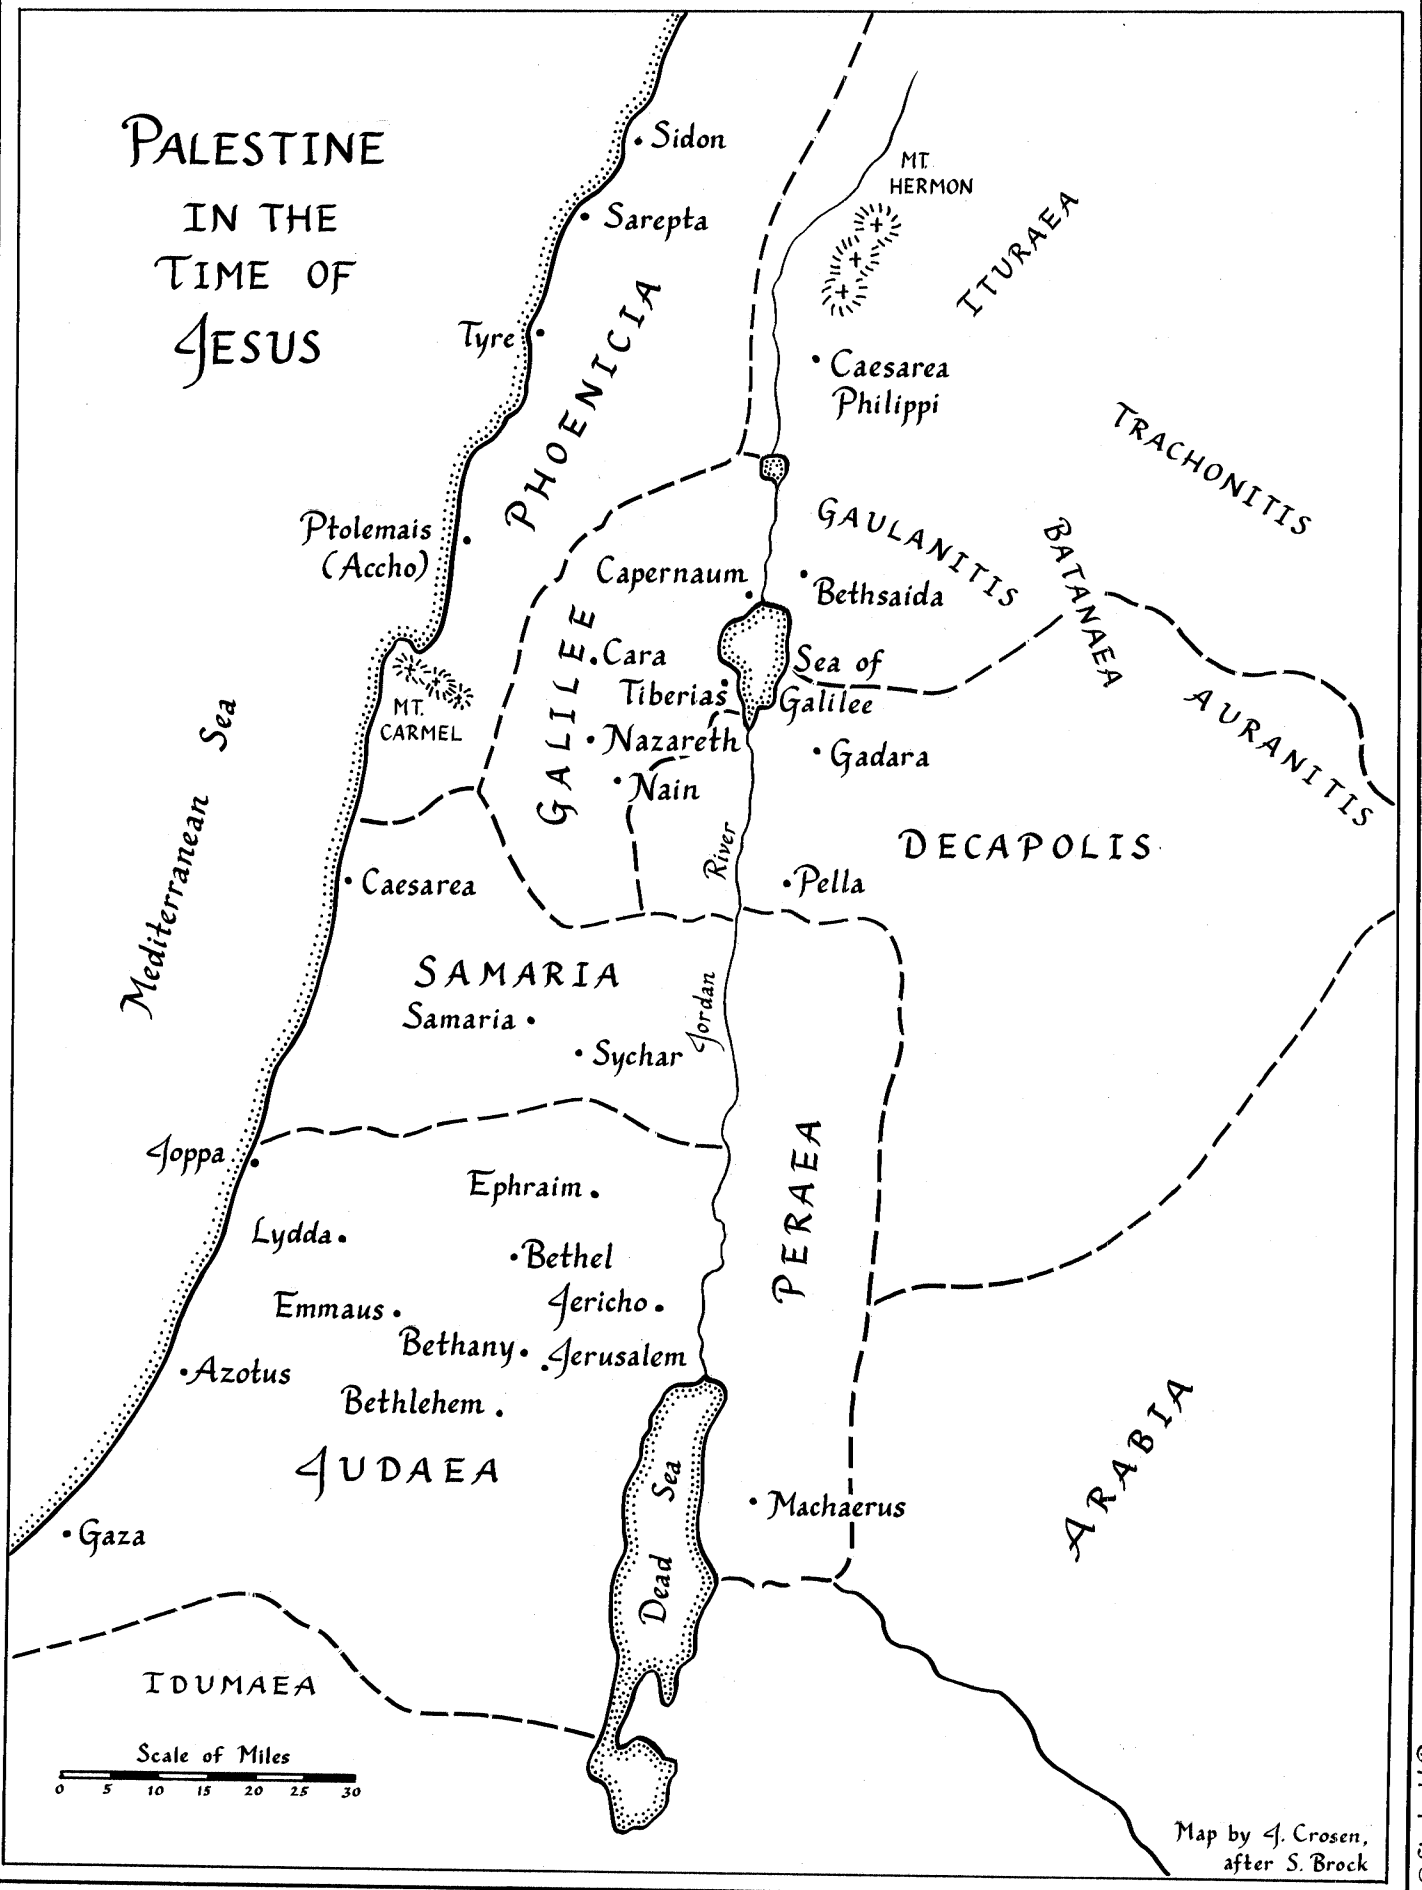 PALESTINE
IN THE
TIME OF
JESUS
Sidon
MT.
HERMON
Sarepta
ITURAEA
PHOENICIA
Tyre
Caesarea
Philippi
TRACHONITIS
Ptolemais
(Accho)
GAULANITIS
BATANAEA
Capernaum
Bethsaida
GALILEE
Cara
Sea of
Galilee
Tiberias
MT.
CARMEL
AURANITIS
Mediterranean Sea
Nazareth
Gadara
Nain
DECAPOLIS
River
Caesarea
Pella
SAMARIA
Samaria
Jordan
Sychar
PERAEA
Joppa
Ephraim
Lydda
Bethel
Emmaus
Jericho
Bethany
Jerusalem
Azotus
Bethlehem
ARABIA
JUDAEA
Dead Sea
Machaerus
Gaza
IDUMAEA
Scale of Miles
0 5 10 15 20 25 30
Map by J. Crosen,
after S. Brock